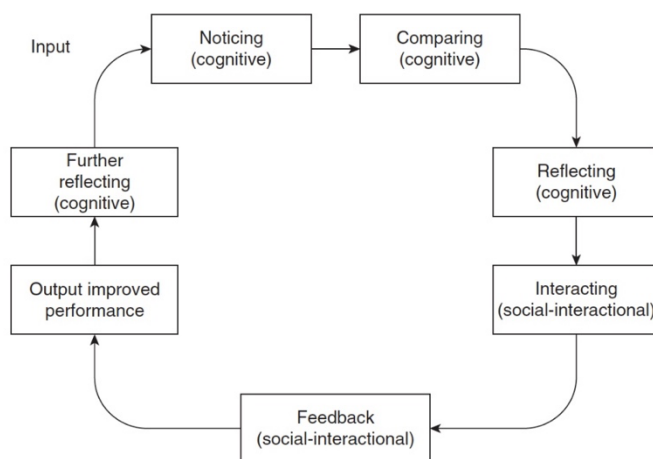 Input
Noticing
(cognitive)
Comparing
(cognitive)
Reflecting
(cognitive)
Interacting
(social-interactional)
Feedback
(social-interactional)
Output improved
performance
Further
reflecting
(cognitive)